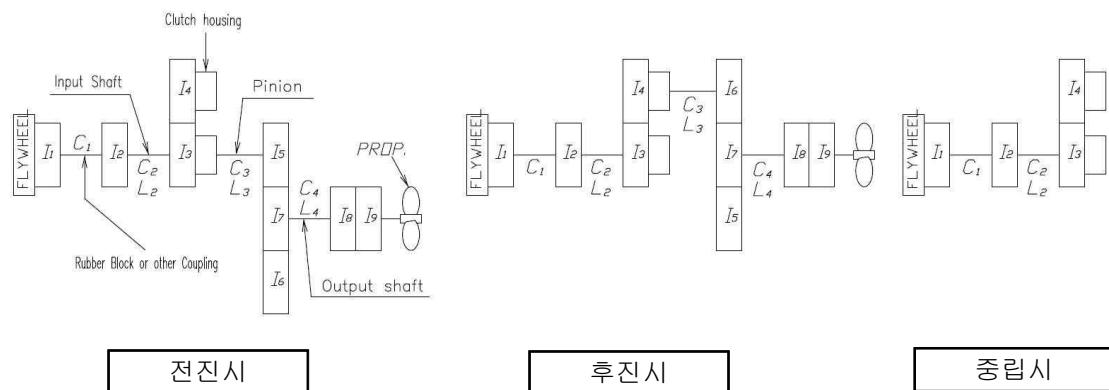 Clutch housing
Input Shaft
Pinion
PROP.
FLYWHEEL
I1
C1
I2
C2
L2
I4
I3
C3
L3
I5
I7
I6
C4
L4
I8
I9
Rubber Block or other Coupling
Output shaft
전진시
FLYWHEEL
I1
C1
I2
C2
L2
I4
I3
C3
L3
I6
I7
I5
C4
L4
I8
I9
후진시
FLYWHEEL
I1
C1
I2
C2
L2
I4
I3
중립시